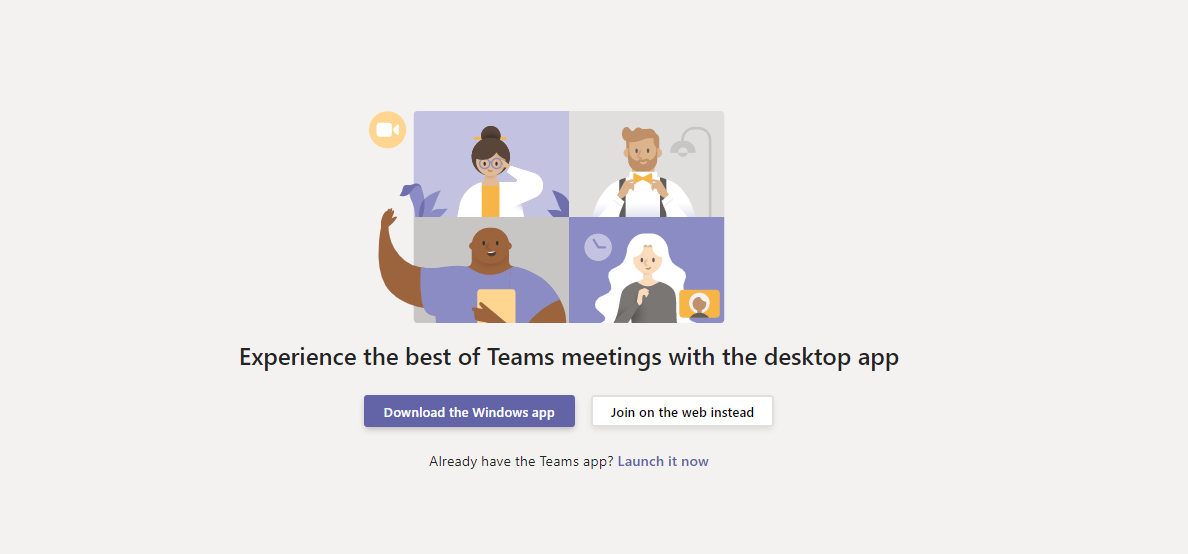 Experience the best of Teams meetings with the desktop app
Download the Windows app
Join on the web instead
Already have the Teams app? Launch it now